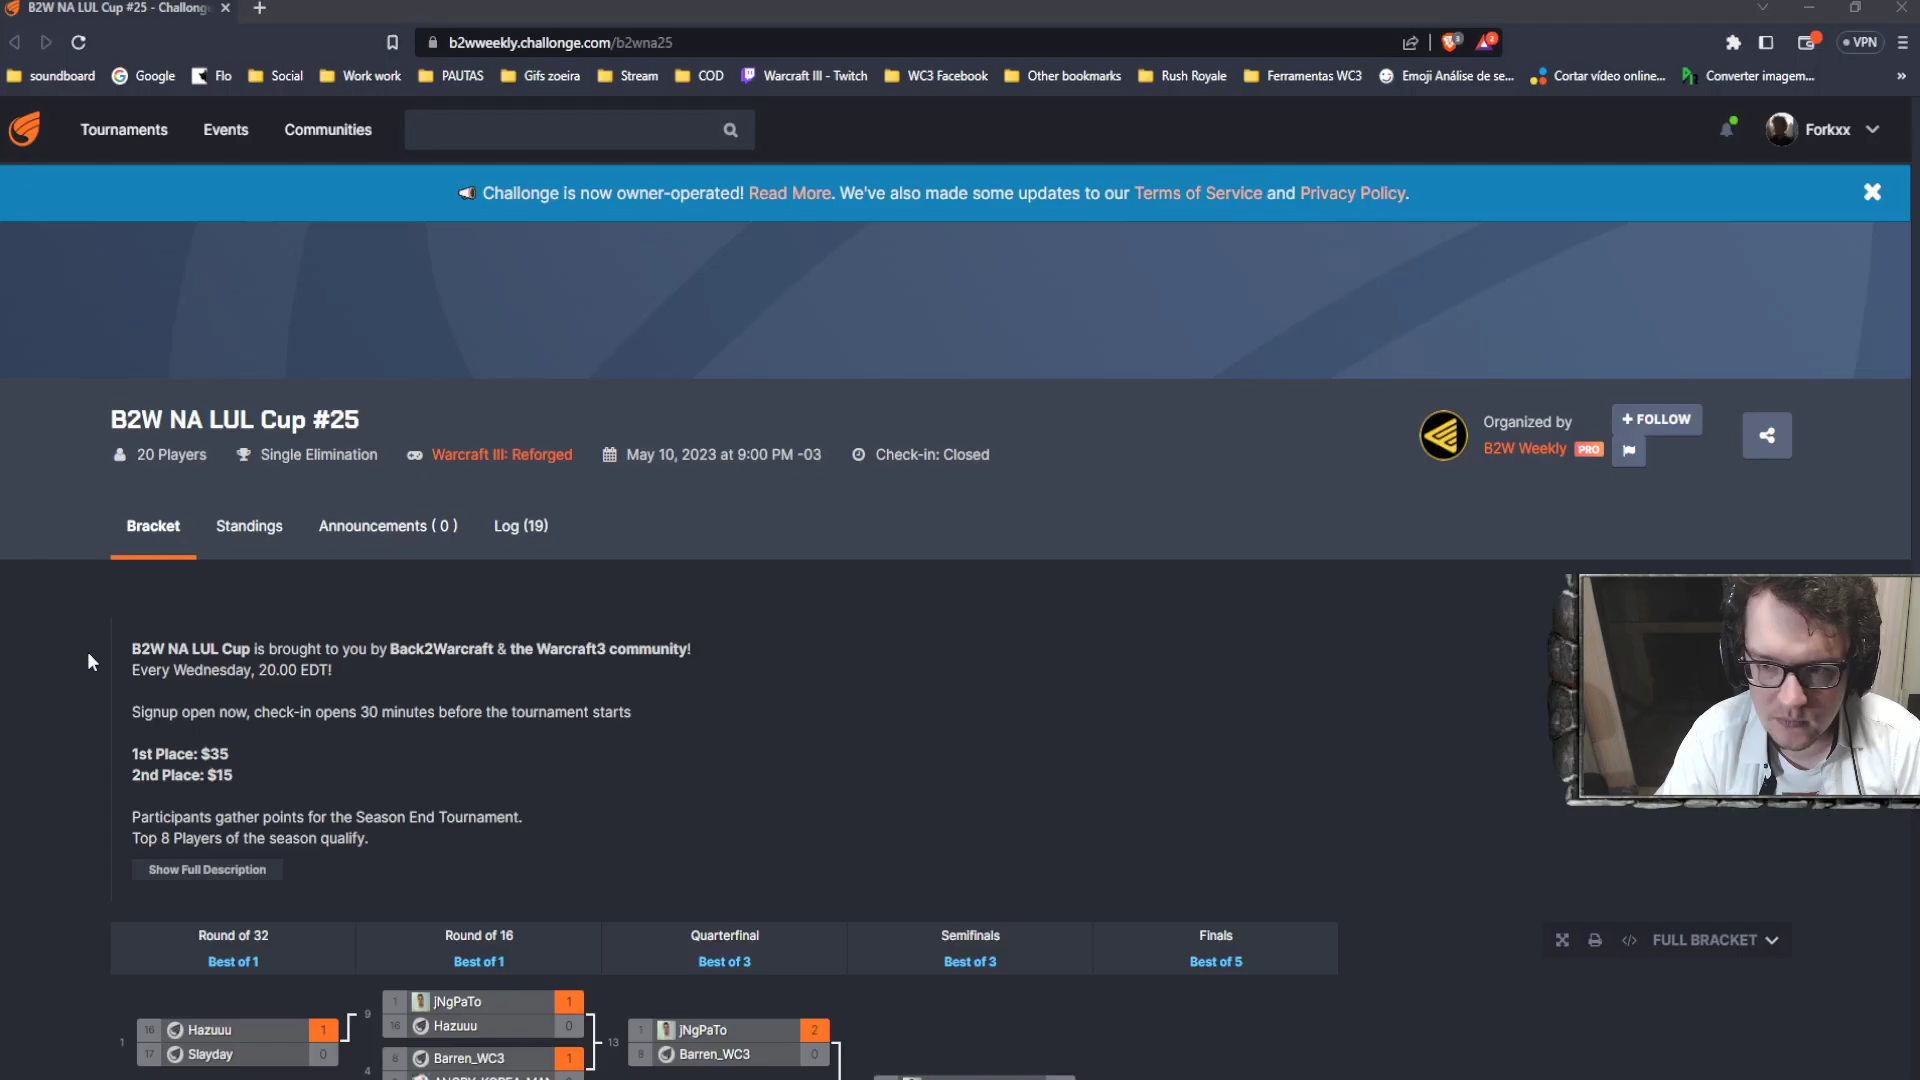 B2W NA LUL Cup #25 - Challong
b2wweekly.challonge.com/b2wna25
3
2
VPN
soundboard Google Flo Social Work work PAUTAS Gifs zoeira Stream COD Warcraft III - Twitch WC3 Facebook Other bookmarks Rush Royale Ferramentas WC3 Emoji Análise de se... Cortar vídeo online... Converter imagem... »
Tournaments Events Communities Forkxx
Challonge is now owner-operated! Read More. We've also made some updates to our Terms of Service and Privacy Policy.
B2W NA LUL Cup #25
20 Players Single Elimination Warcraft III: Reforged May 10, 2023 at 9:00 PM -03 Check-in: Closed
Organized by
B2W Weekly PRO
+ FOLLOW
Bracket Standings Announcements ( 0 ) Log (19)
B2W NA LUL Cup is brought to you by Back2Warcraft & the Warcraft3 community!
Every Wednesday, 20.00 EDT!
Signup open now, check-in opens 30 minutes before the tournament starts
1st Place: $35
2nd Place: $15
Participants gather points for the Season End Tournament.
Top 8 Players of the season qualify.
Show Full Description
Round of 32 Round of 16 Quarterfinal Semifinals Finals
Best of 1 Best of 1 Best of 3 Best of 3 Best of 5
FULL BRACKET
1 16 Hazuuu 1
17 Slayday 0
9 1 jNgPaTo 1
16 Hazuuu 0
4 8 Barren_WC3 1
13 1 jNgPaTo 2
8 Barren_WC3 0